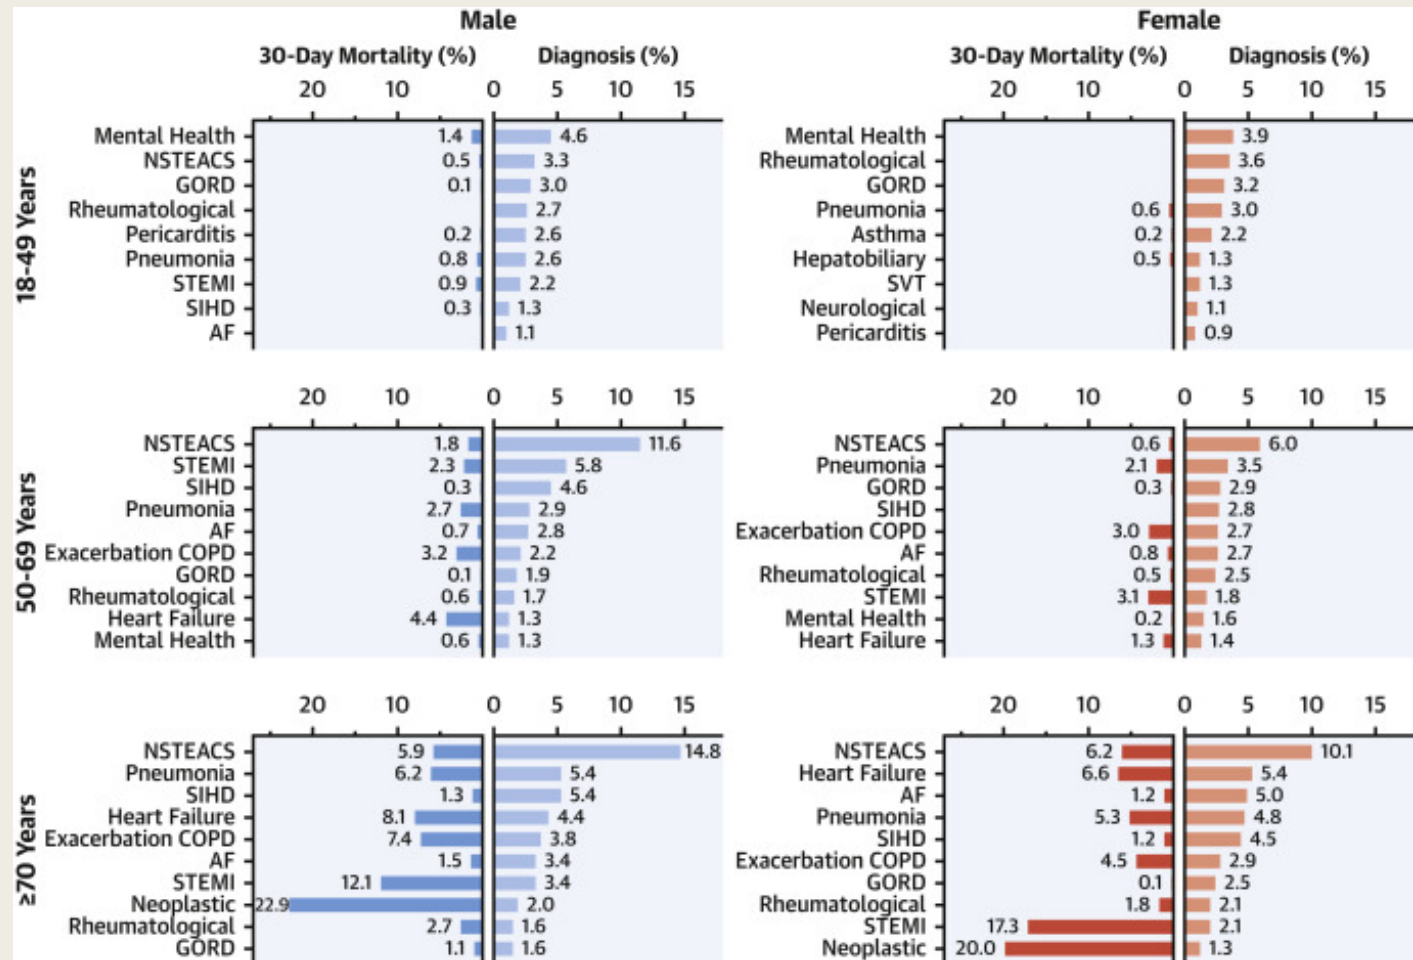 Male Female
30-Day Mortality (%) Diagnosis (%) 30-Day Mortality (%) Diagnosis (%)
20 10 0 5 10 15 20 10 0 5 10 15
18-49 Years
Mental Health 1.4 4.6 Mental Health 3.9
NSTEACS 0.5 3.3 Rheumatological 3.6
GORD 0.1 3.0 GORD 3.2
Rheumatological 2.7 Pneumonia 0.6 3.0
Pericarditis 0.2 2.6 Asthma 0.2 2.2
Pneumonia 0.8 2.6 Hepatobiliary 0.5 1.3
STEMI 0.9 2.2 SVT 1.3
SIHD 0.3 1.3 Neurological 1.1
AF 1.1 Pericarditis 0.9
20 10 0 5 10 15 20 10 0 5 10 15
50-69 Years
NSTEACS 1.8 11.6 NSTEACS 0.6 6.0
STEMI 2.3 5.8 Pneumonia 2.1 3.5
SIHD 0.3 4.6 GORD 0.3 2.9
Pneumonia 2.7 2.9 SIHD 2.8
AF 0.7 2.8 Exacerbation COPD 3.0 2.7
Exacerbation COPD 3.2 2.2 AF 0.8 2.7
GORD 0.1 1.9 Rheumatological 0.5 2.5
Rheumatological 0.6 1.7 STEMI 3.1 1.8
Heart Failure 4.4 1.3 Mental Health 0.2 1.6
Mental Health 0.6 1.3 Heart Failure 1.3 1.4
20 10 0 5 10 15 20 10 0 5 10 15
≥70 Years
NSTEACS 5.9 14.8 NSTEACS 6.2 10.1
Pneumonia 6.2 5.4 Heart Failure 6.6 5.4
SIHD 1.3 5.4 AF 1.2 5.0
Heart Failure 8.1 4.4 Pneumonia 5.3 4.8
Exacerbation COPD 7.4 3.8 SIHD 1.2 4.5
AF 1.5 3.4 Exacerbation COPD 4.5 2.9
STEMI 12.1 3.4 GORD 0.1 2.5
Neoplastic 22.9 2.0 Rheumatological 1.8 2.1
Rheumatological 2.7 1.6 STEMI 17.3 2.1
GORD 1.1 1.6 Neoplastic 20.0 1.3